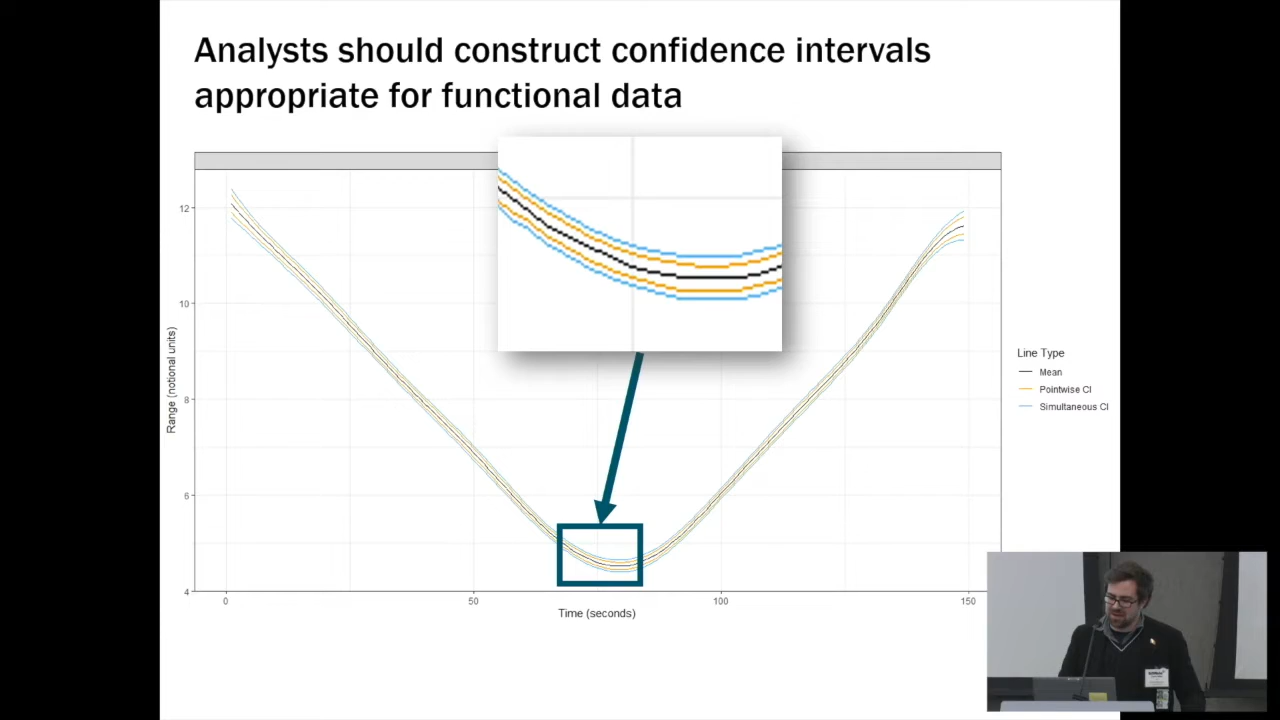 Analysts should construct confidence intervals
appropriate for functional data
12
10
8
6
4
Range (notional units)
0
50
100
150
Time (seconds)
Line Type
Mean
Pointwise CI
Simultaneous CI